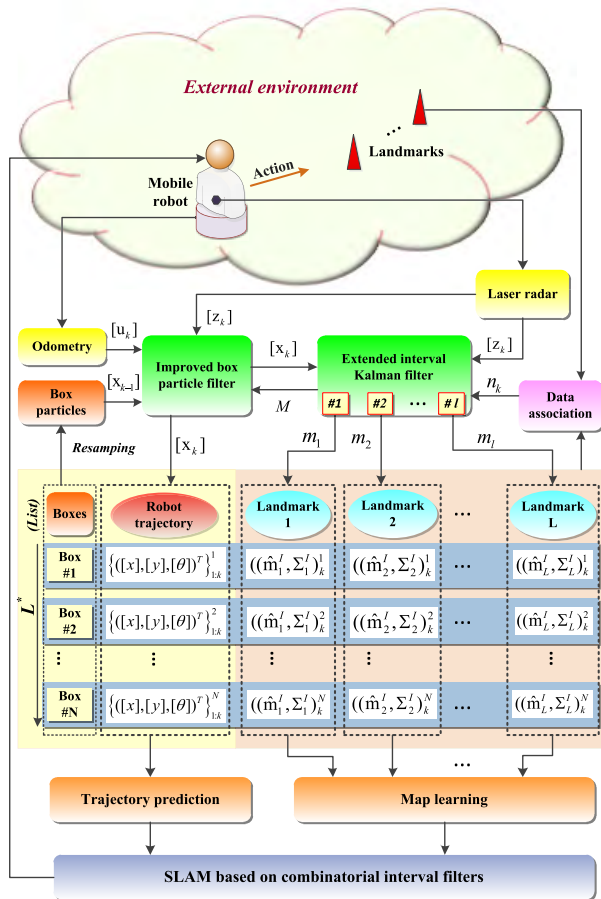 External environment
...
Landmarks
Action
Mobile
robot
Laser radar
[z_k]
[u_k]
[z_k]
Odometry
Improved box
particle filter
[x_k]
Extended interval
Kalman filter
[x_{k-1}]
n_k
Box
particles
M
#1 #2 ... #l
Data
association
Resamping
[x_k]
m_1 m_2 m_l
(List)
Boxes
Robot
trajectory
Landmark
1
Landmark
2
...
Landmark
L
L*
Box
#1
{([x],[y],[θ])^T}^1_{1:k} ((m̂^I_1,Σ^I_1)^1_k ((m̂^I_2,Σ^I_2)^1_k ... ((m̂^I_L,Σ^I_L)^1_k
Box
#2
{([x],[y],[θ])^T}^2_{1:k} ((m̂^I_1,Σ^I_1)^2_k ((m̂^I_2,Σ^I_2)^2_k ... ((m̂^I_L,Σ^I_L)^2_k
⋮ ⋮ ⋮ ⋮ ... ⋮
Box
#N
{([x],[y],[θ])^T}^N_{1:k} ((m̂^I_1,Σ^I_1)^N_k ((m̂^I_2,Σ^I_2)^N_k ... ((m̂^I_L,Σ^I_L)^N_k
...
Trajectory prediction
Map learning
SLAM based on combinatorial interval filters